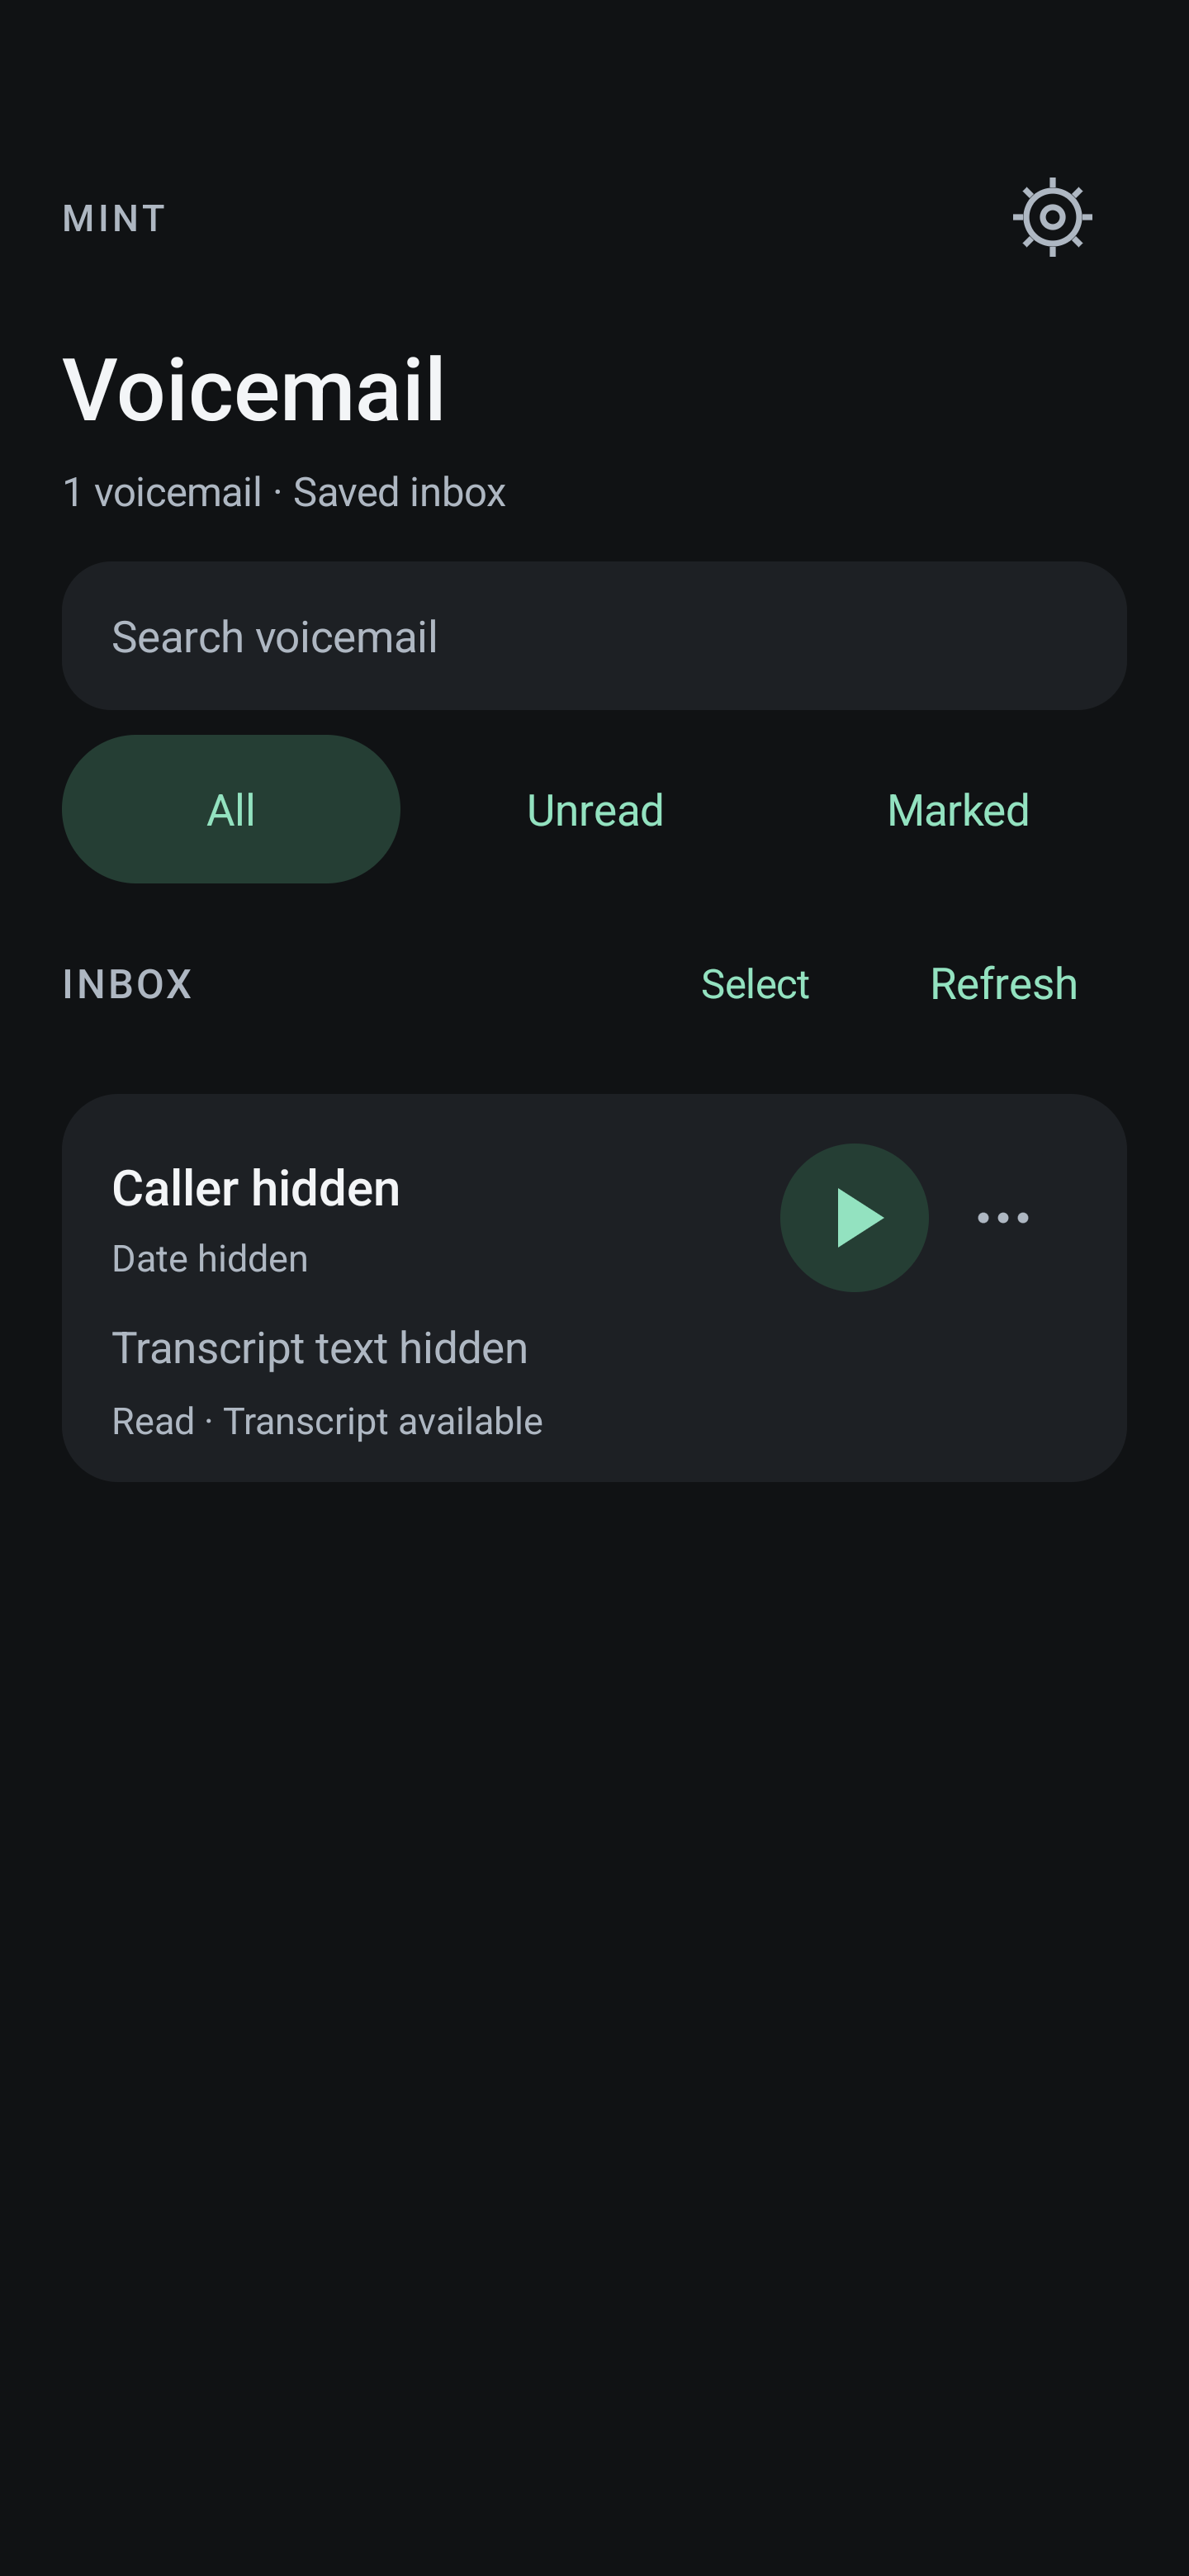 MINT
Voicemail
1 voicemail · Saved inbox
Search voicemail
All Unread Marked
INBOX Select Refresh
Caller hidden
Date hidden
Transcript text hidden
Read · Transcript available